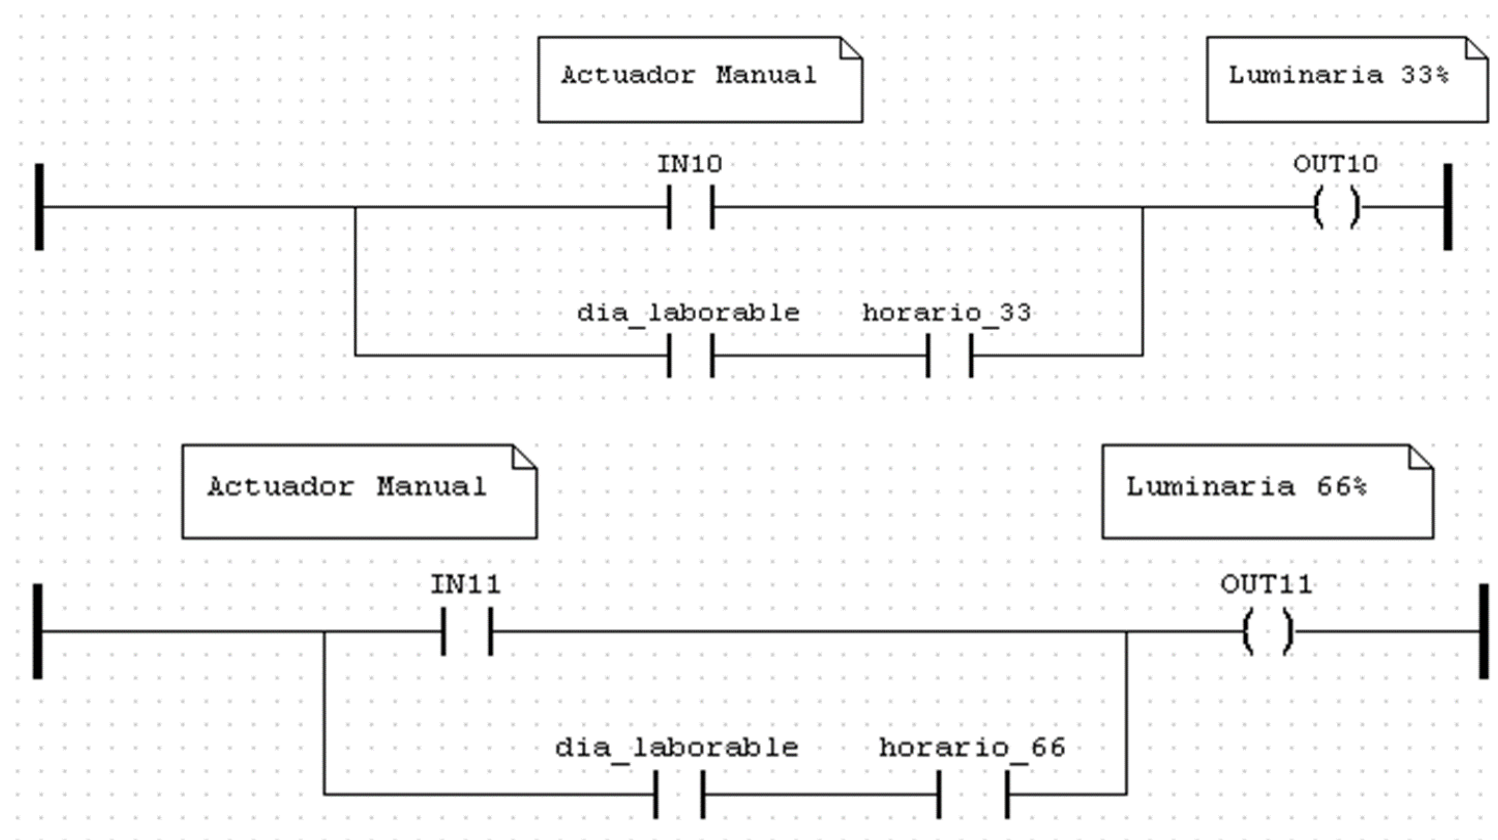 Actuador Manual
Luminaria 33%
IN10
OUT10
dia_laborable
horario_33
Actuador Manual
Luminaria 66%
IN11
OUT11
dia_laborable
horario_66